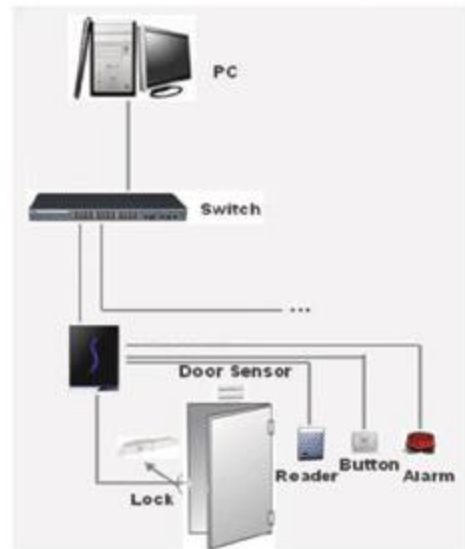 PC
Switch
...
Door Sensor
Lock
Reader
Button
Alarm